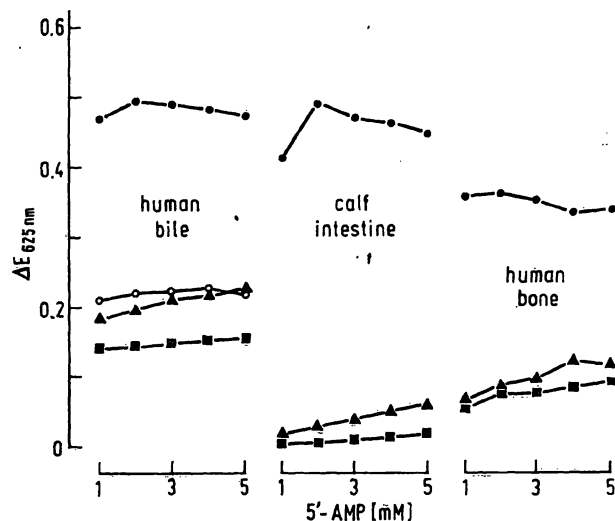 0.6
0.4
0.2
0
ΔE 625 nm
human
bile
calf
intestine
human
bone
1 3 5 1 3 5 1 3 5
5'-AMP [mM]